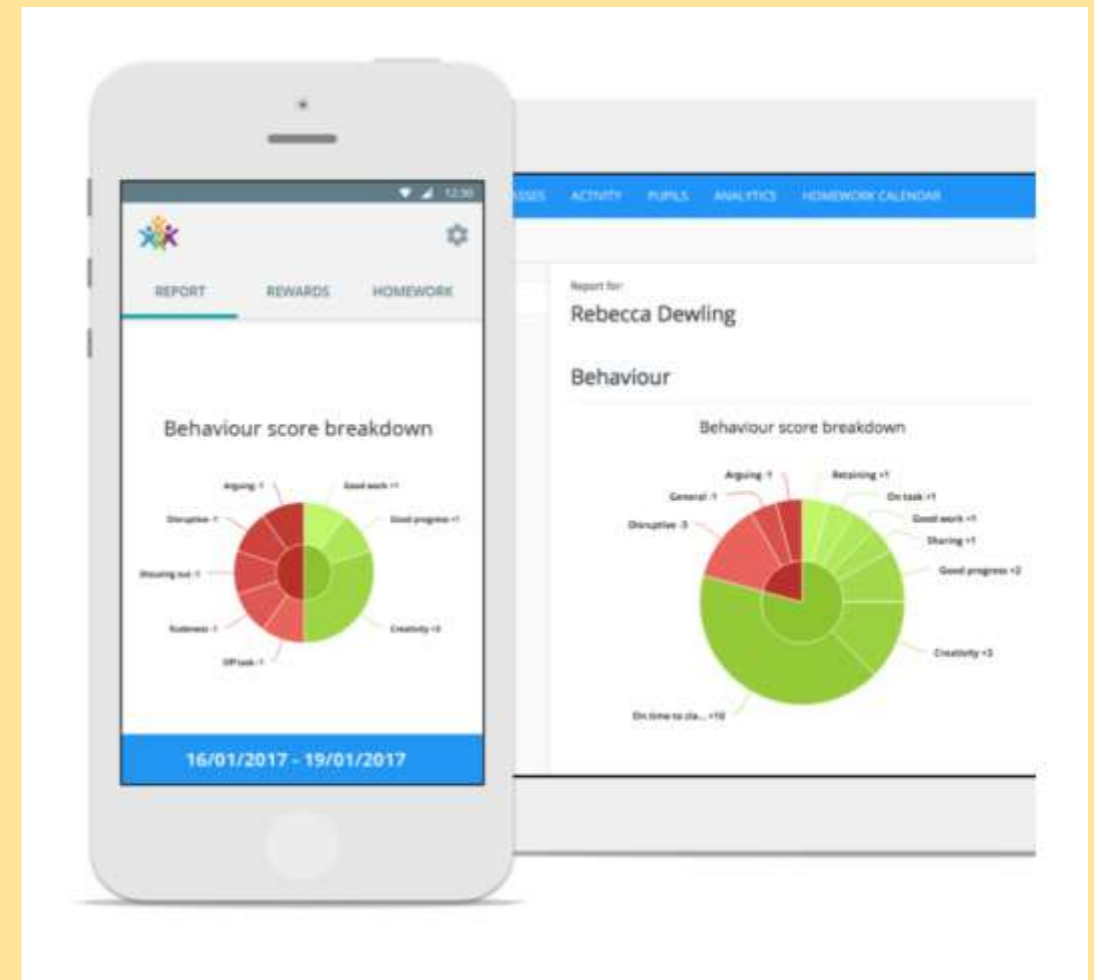 12:30
REPORT REWARDS HOMEWORK
Behaviour score breakdown
Arguing -1
Good work +1
Disruptive -1
Good progress +1
Shouting out -1
Rudeness -1
Creativity +3
Off task -1
16/01/2017 - 19/01/2017
ACTIVITY PUPILS ANALYTICS HOMEWORK CALENDAR
Report for:
Rebecca Dewling
Behaviour
Behaviour score breakdown
Arguing -1
Retaining +1
General -1
On task +1
Disruptive -3
Good work +1
Sharing +1
Good progress +2
Creativity +3
On time to cla... +10